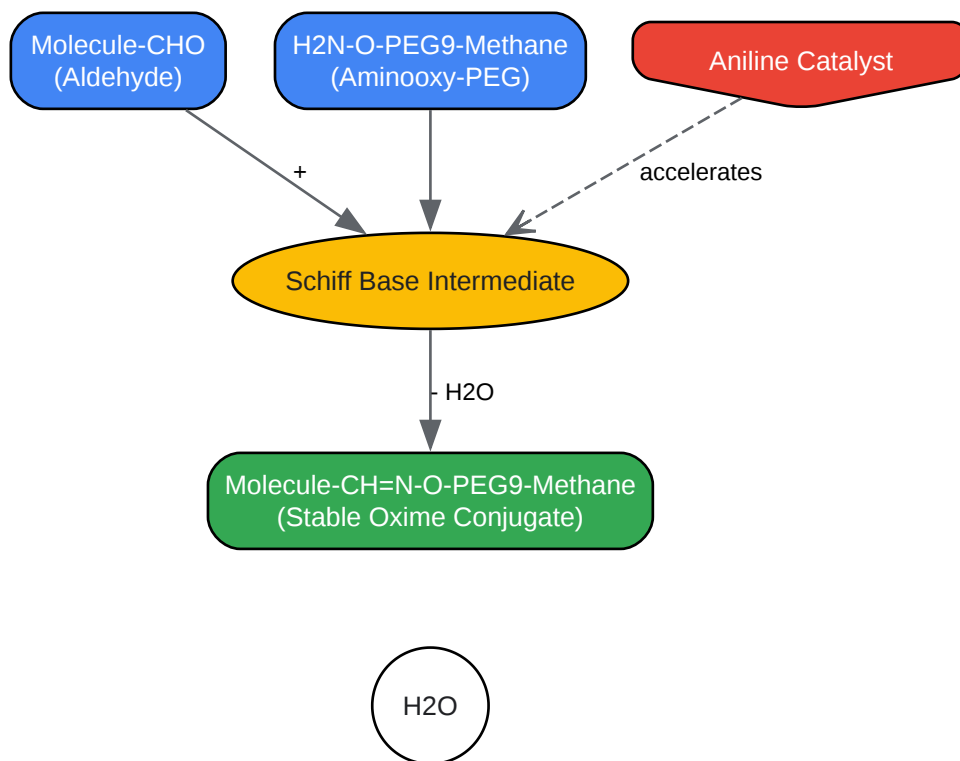 Molecule-CHO
(Aldehyde)
H2N-O-PEG9-Methane
(Aminooxy-PEG)
Aniline Catalyst
+
accelerates
Schiff Base Intermediate
- H2O
Molecule-CH=N-O-PEG9-Methane
(Stable Oxime Conjugate)
H2O